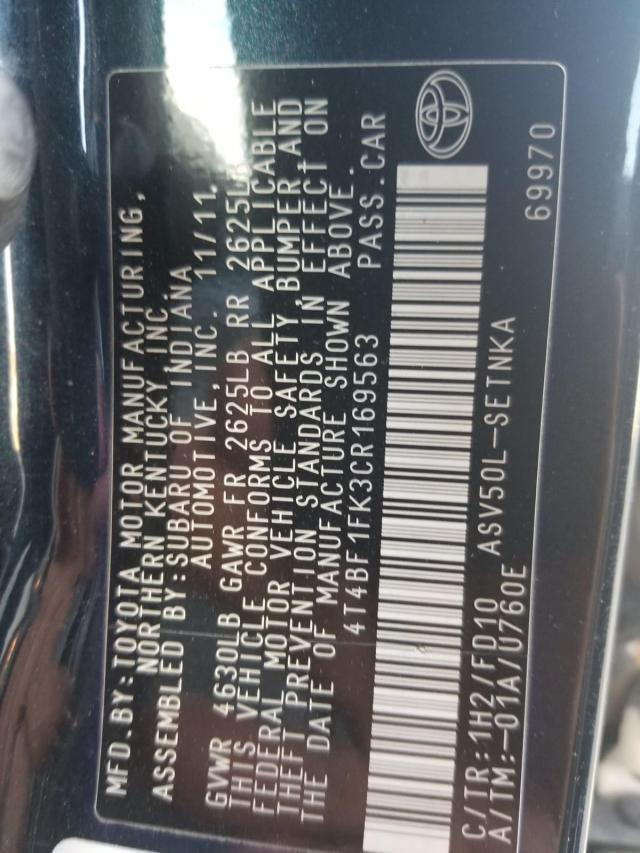 MFD.BY:TOYOTA MOTOR MANUFACTURING,
NORTHERN KENTUCKY, INC.
ASSEMBLED BY:SUBARU OF INDIANA
AUTOMOTIVE, INC. 11/11
GVWR 4630LB GAWR FR 2625LB RR 2625L
THIS VEHICLE CONFORMS TO ALL APPLICABLE
FEDERAL MOTOR VEHICLE SAFETY, BUMPER AND
THEFT PREVENTION STANDARDS IN EFFECT ON
THE DATE OF MANUFACTURE SHOWN ABOVE.
4T4BF1FK3CR169563 PASS.CAR
C/TR:1H2/FD10 ASV50L-SETNKA
A/TM:-01A/U760E 69970